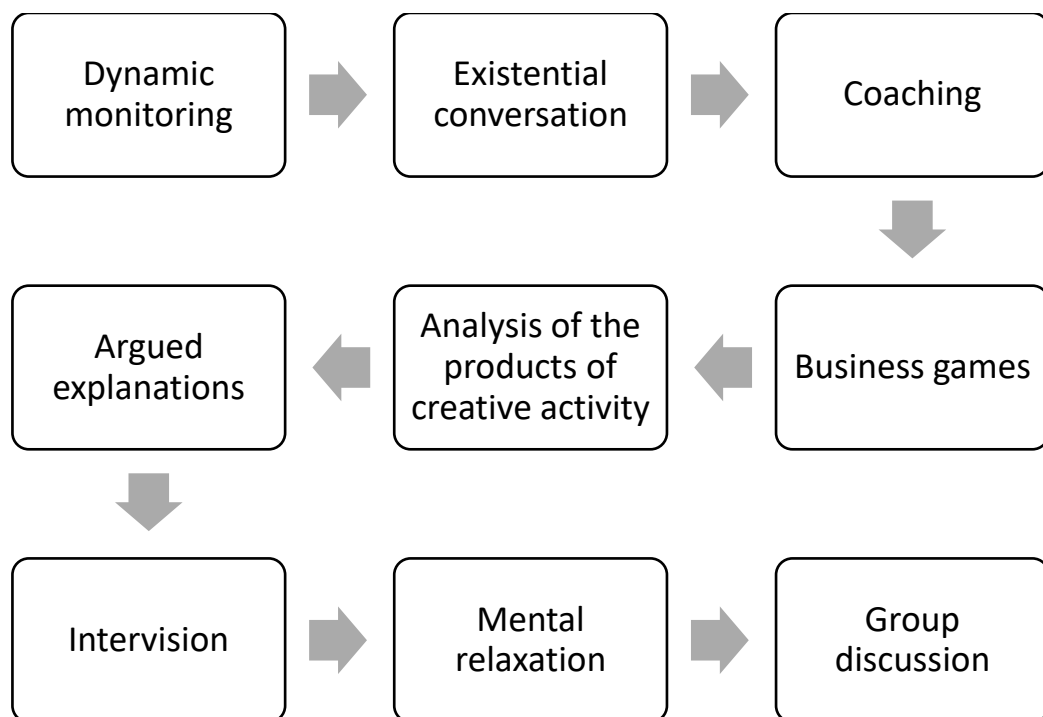 Dynamic
monitoring
Existential
conversation
Coaching
Business games
Analysis of the
products of
creative activity
Argued
explanations
Intervision
Mental
relaxation
Group
discussion